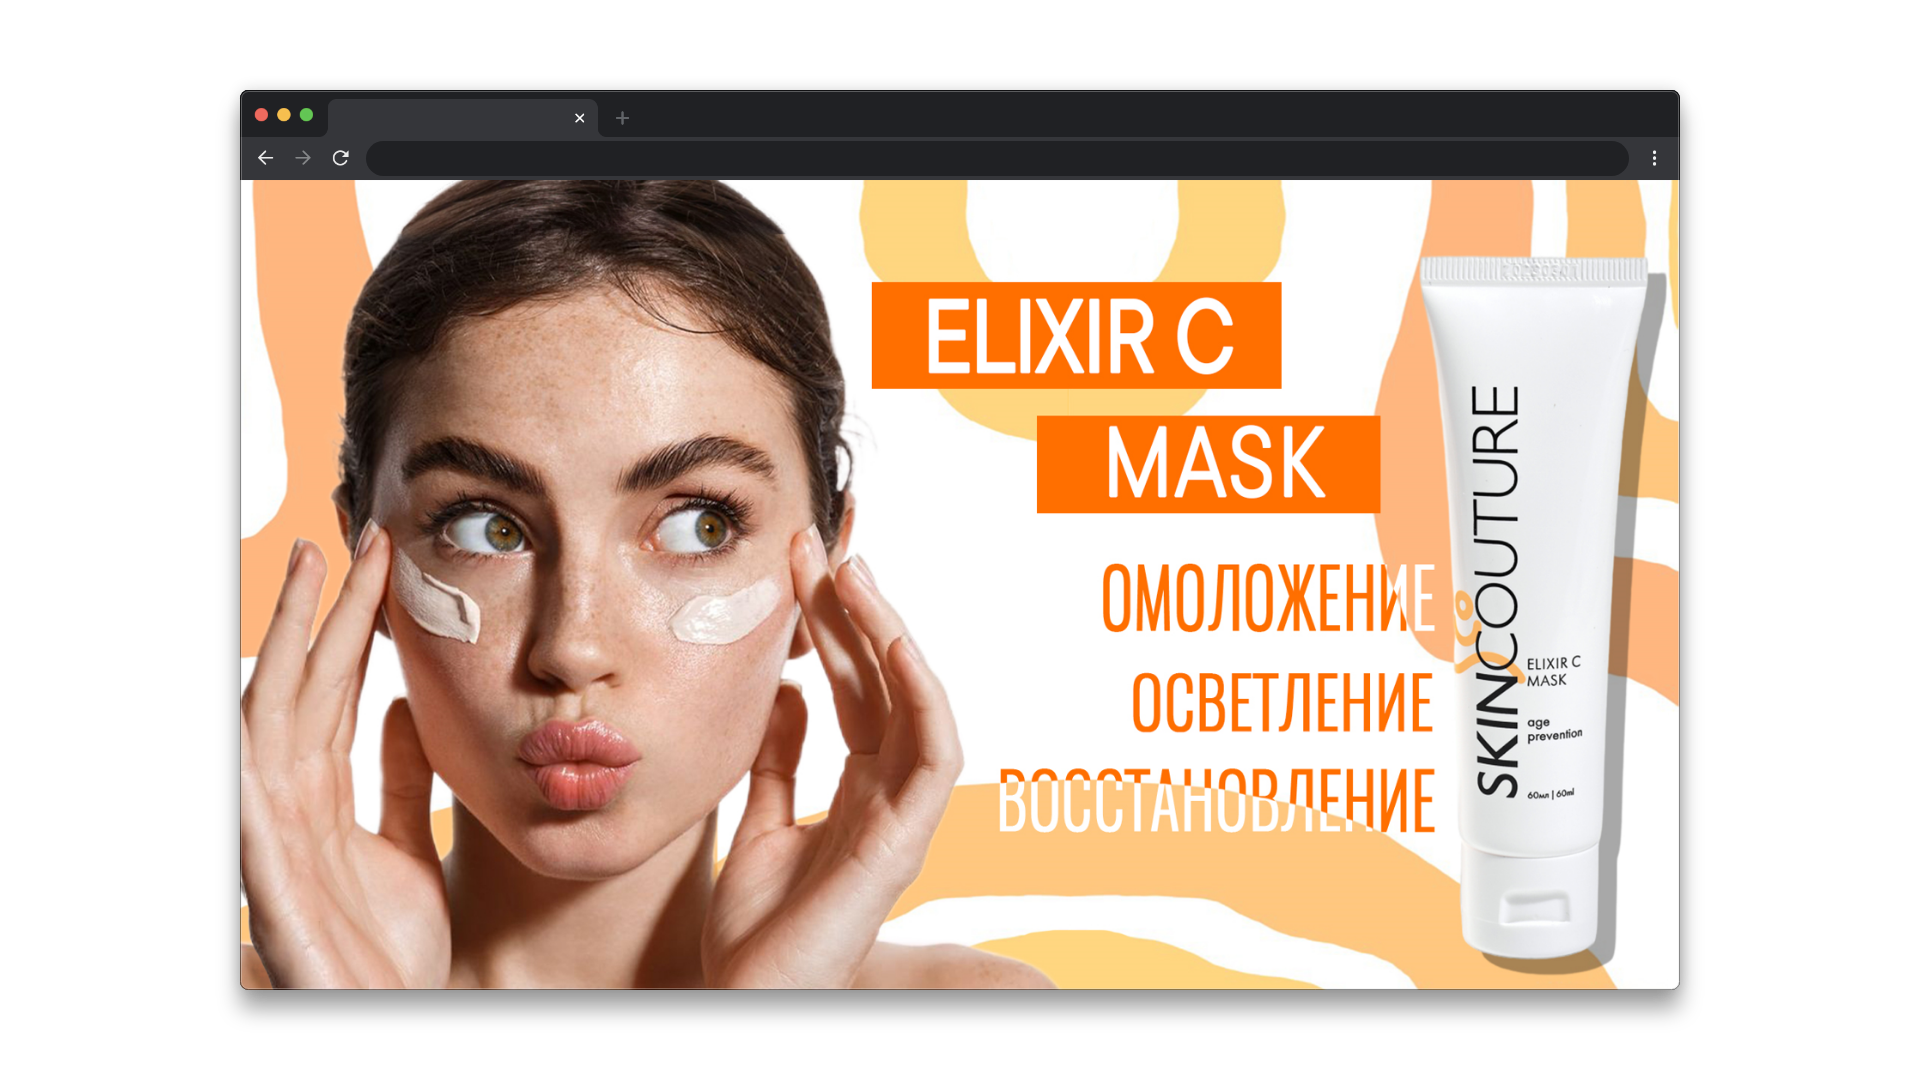 ELIXIR C
MASK
ОМОЛОЖЕНИЕ
ОСВЕТЛЕНИЕ
ВОССТАНОВЛЕНИЕ
SKINCOUTURE
ELIXIR C
MASK
age
prevention
60мл | 60ml